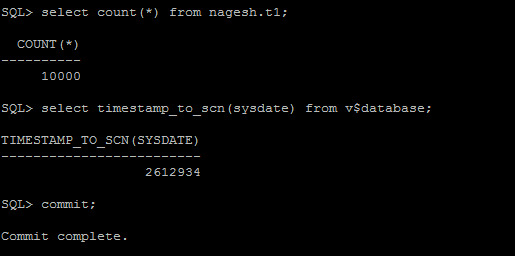 SQL> select count(*) from nagesh.t1;
COUNT(*)
----------
10000
SQL> select timestamp_to_scn(sysdate) from v$database;
TIMESTAMP_TO_SCN(SYSDATE)
-------------------------
2612934
SQL> commit;
Commit complete.